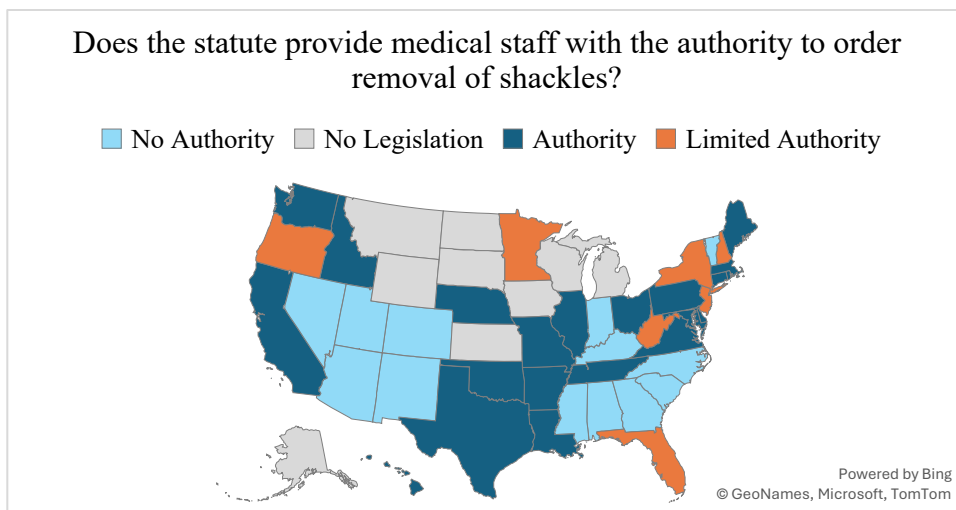 Does the statute provide medical staff with the authority to order
removal of shackles?
No Authority No Legislation Authority Limited Authority
Powered by Bing
© GeoNames, Microsoft, TomTom